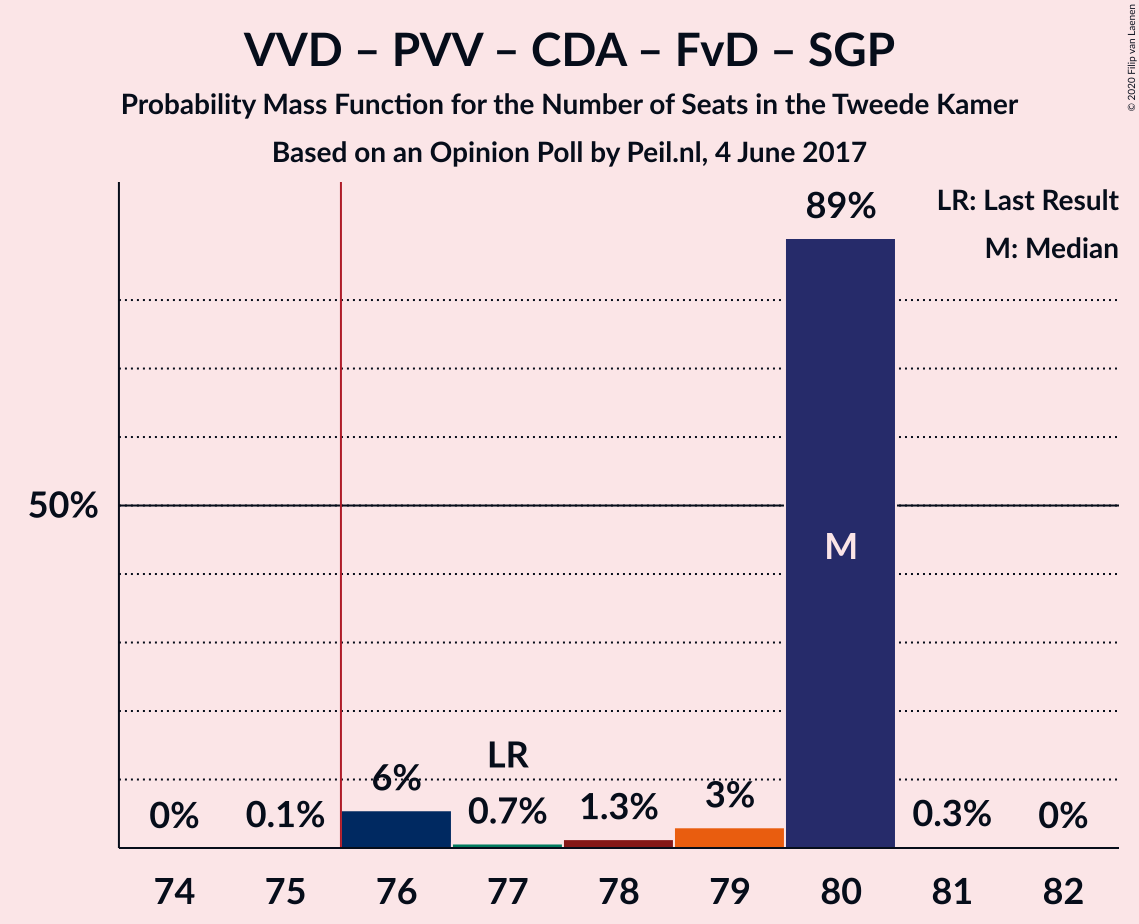 VVD – PVV – CDA – FvD – SGP
Probability Mass Function for the Number of Seats in the Tweede Kamer
Based on an Opinion Poll by Peil.nl, 4 June 2017
© 2020 Filip van Laenen
LR: Last Result
M: Median
89%
50%
M
LR
0%
0.1%
6%
0.7%
1.3%
3%
0.3%
0%
74 75 76 77 78 79 80 81 82